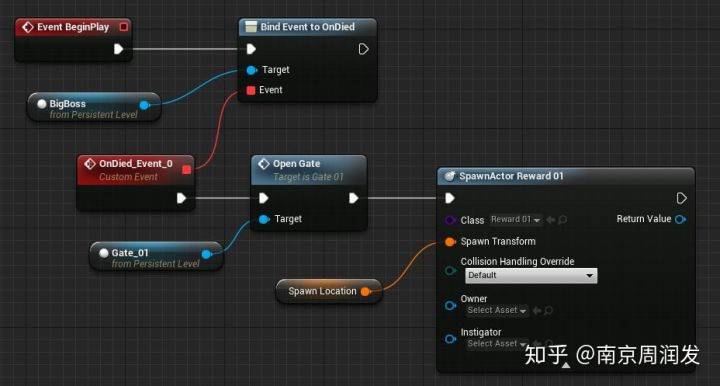 Event BeginPlay
Bind Event to OnDied
Target
Event
BigBoss
from Persistent Level
OnDied_Event_0
Custom Event
Open Gate
Target is Gate 01
Target
Gate_01
from Persistent Level
SpawnActor Reward 01
Class
Reward 01
Return Value
Spawn Transform
Collision Handling Override
Default
Spawn Location
Owner
Select Asset
Instigator
Select Asset
知乎 @南京周润发